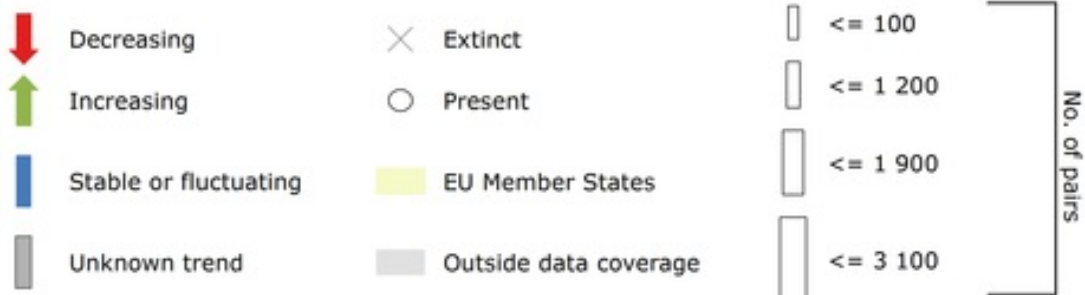 Decreasing
Increasing
Stable or fluctuating
Unknown trend
Extinct
Present
EU Member States
Outside data coverage
<= 100
<= 1 200
<= 1 900
<= 3 100
No. of pairs